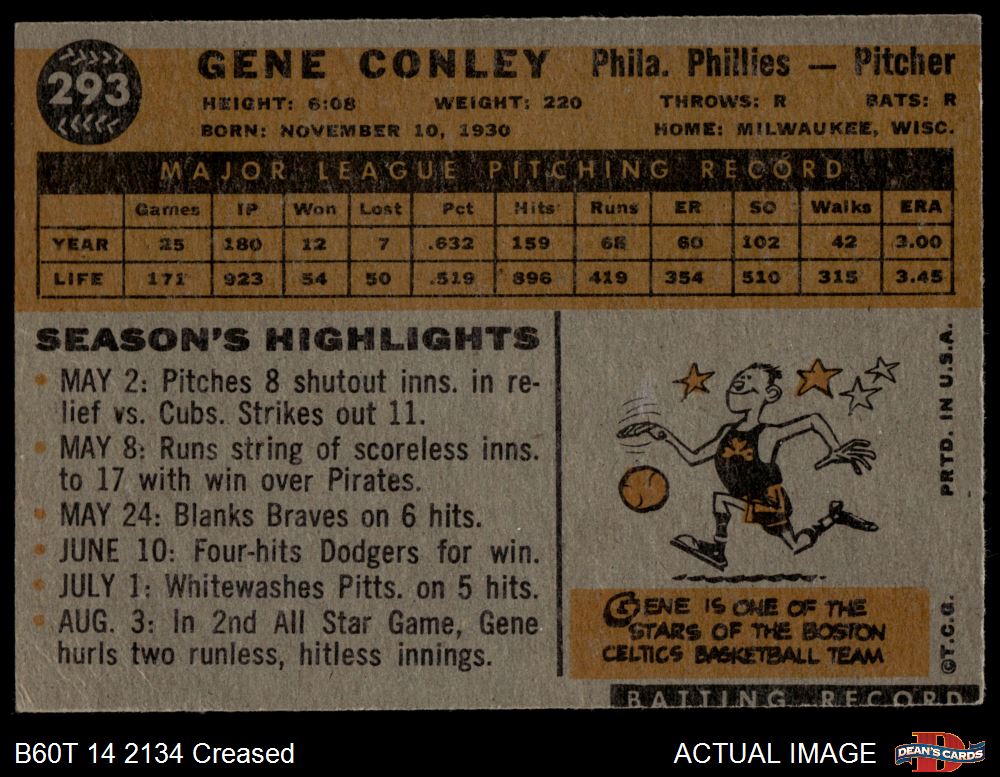 293
GENE CONLEY Phila. Phillies — Pitcher
HEIGHT: 6:08 WEIGHT: 220 THROWS: R BATS: R
BORN: NOVEMBER 10, 1930 HOME: MILWAUKEE, WISC.
MAJOR LEAGUE PITCHING RECORD
Games IP Won Lost Pct Hits Runs ER SO Walks ERA
YEAR 25 180 12 7 .632 159 68 60 102 42 3.00
LIFE 171 923 54 50 .519 896 419 354 510 315 3.45
SEASON'S HIGHLIGHTS
• MAY 2: Pitches 8 shutout inns. in re-
lief vs. Cubs. Strikes out 11.
• MAY 8: Runs string of scoreless inns.
to 17 with win over Pirates.
• MAY 24: Blanks Braves on 6 hits.
• JUNE 10: Four-hits Dodgers for win.
• JULY 1: Whitewashes Pitts. on 5 hits.
• AUG. 3: In 2nd All Star Game, Gene
hurls two runless, hitless innings.
GENE IS ONE OF THE
STARS OF THE BOSTON
CELTICS BASKETBALL TEAM
©T.C.G. PRTD. IN U.S.A.
BATTING RECORD
B60T 14 2134 Creased ACTUAL IMAGE DEAN'S CARDS